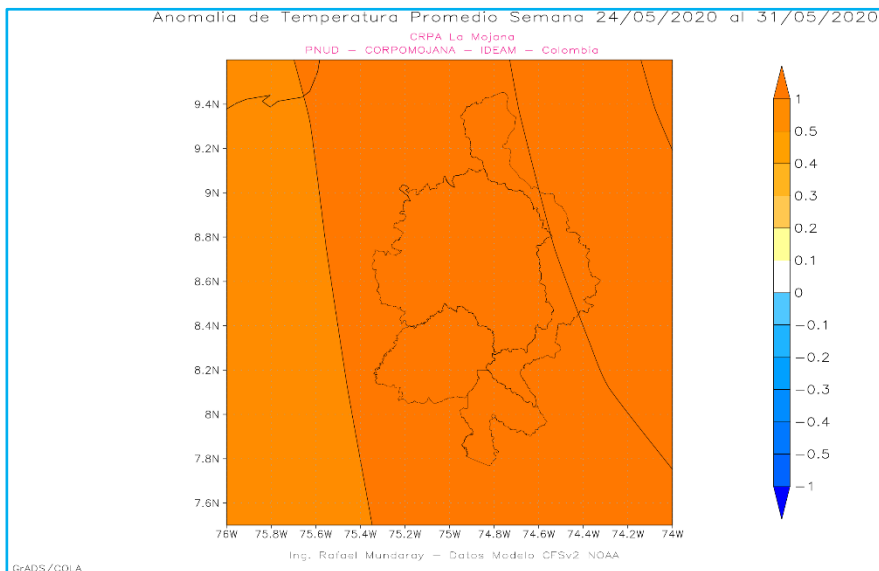 Anomalia de Temperatura Promedio Semana 24/05/2020 al 31/05/2020
CRPA La Mojana
PNUD – CORPOMOJANA – IDEAM – Colombia
9.4N
9.2N
9N
8.8N
8.6N
8.4N
8.2N
8N
7.8N
7.6N
76W 75.8W 75.6W 75.4W 75.2W 75W 74.8W 74.6W 74.4W 74.2W 74W
1
0.5
0.4
0.3
0.2
0.1
0
−0.1
−0.2
−0.3
−0.4
−0.5
−1
Ing. Rafael Mundaray – Datos Modelo CFSv2 NOAA
GrADS/COLA